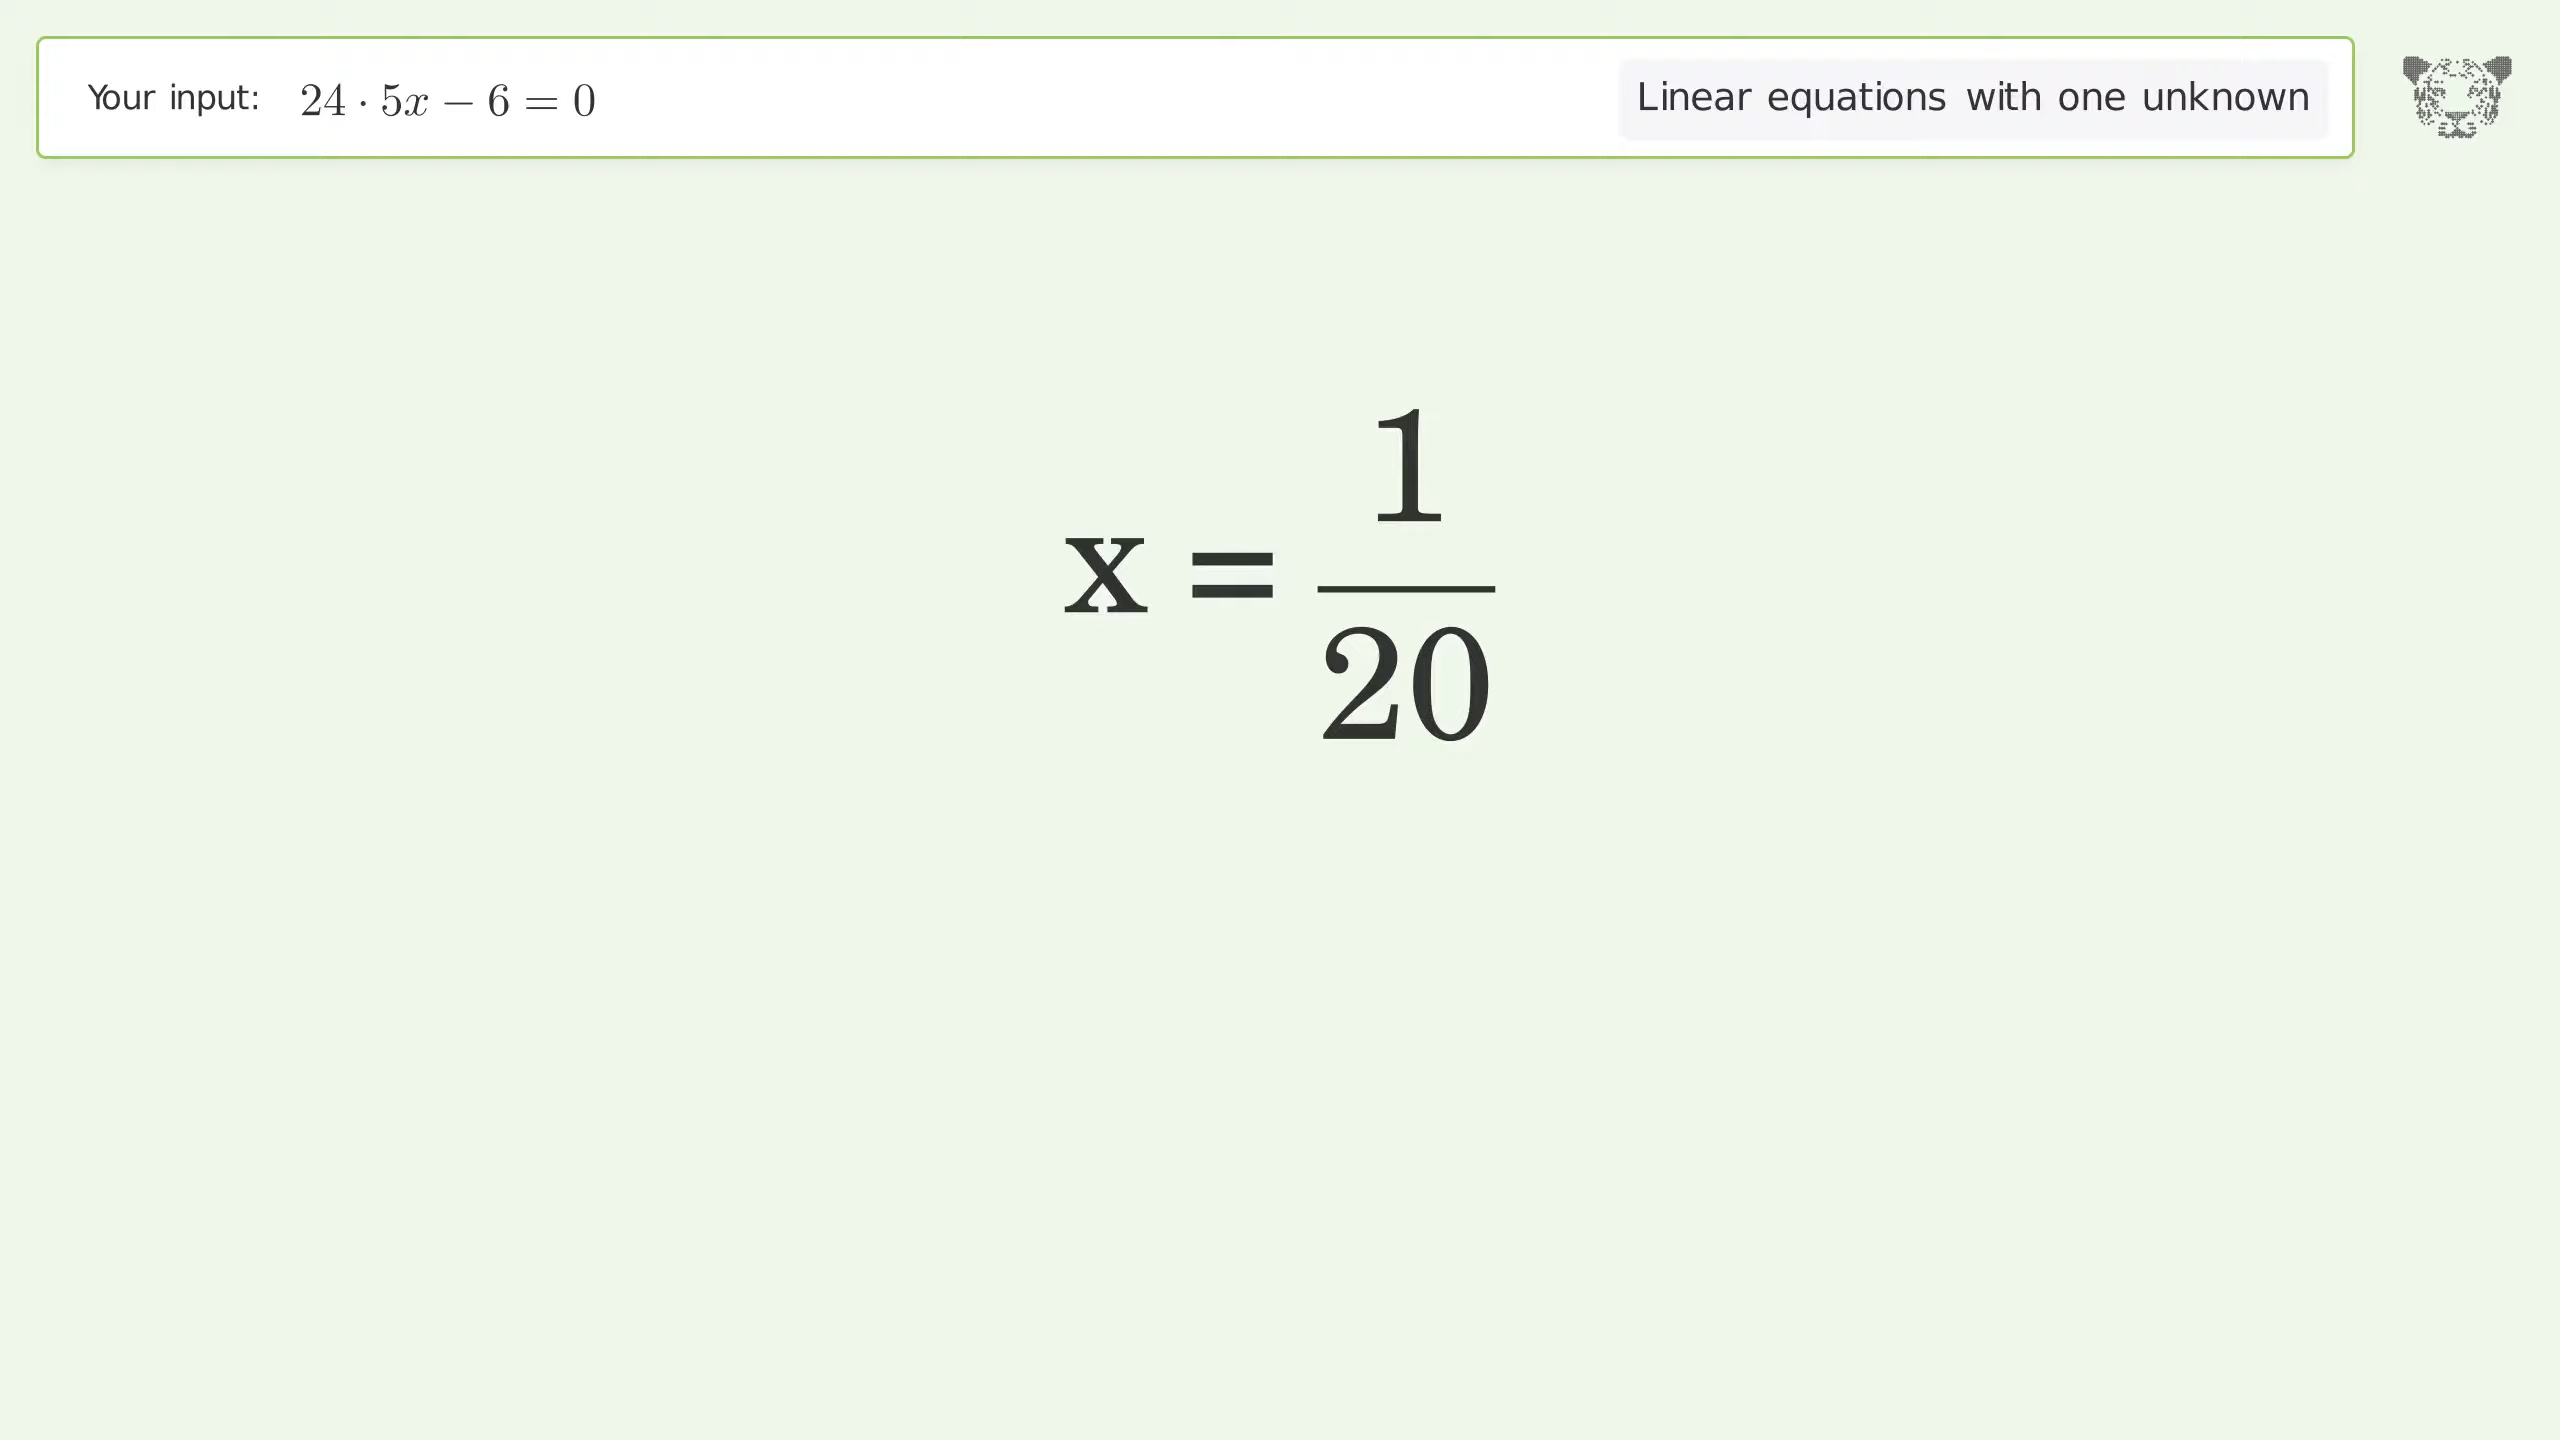 Your input: 24 · 5x − 6 = 0
Linear equations with one unknown
x = 1/20